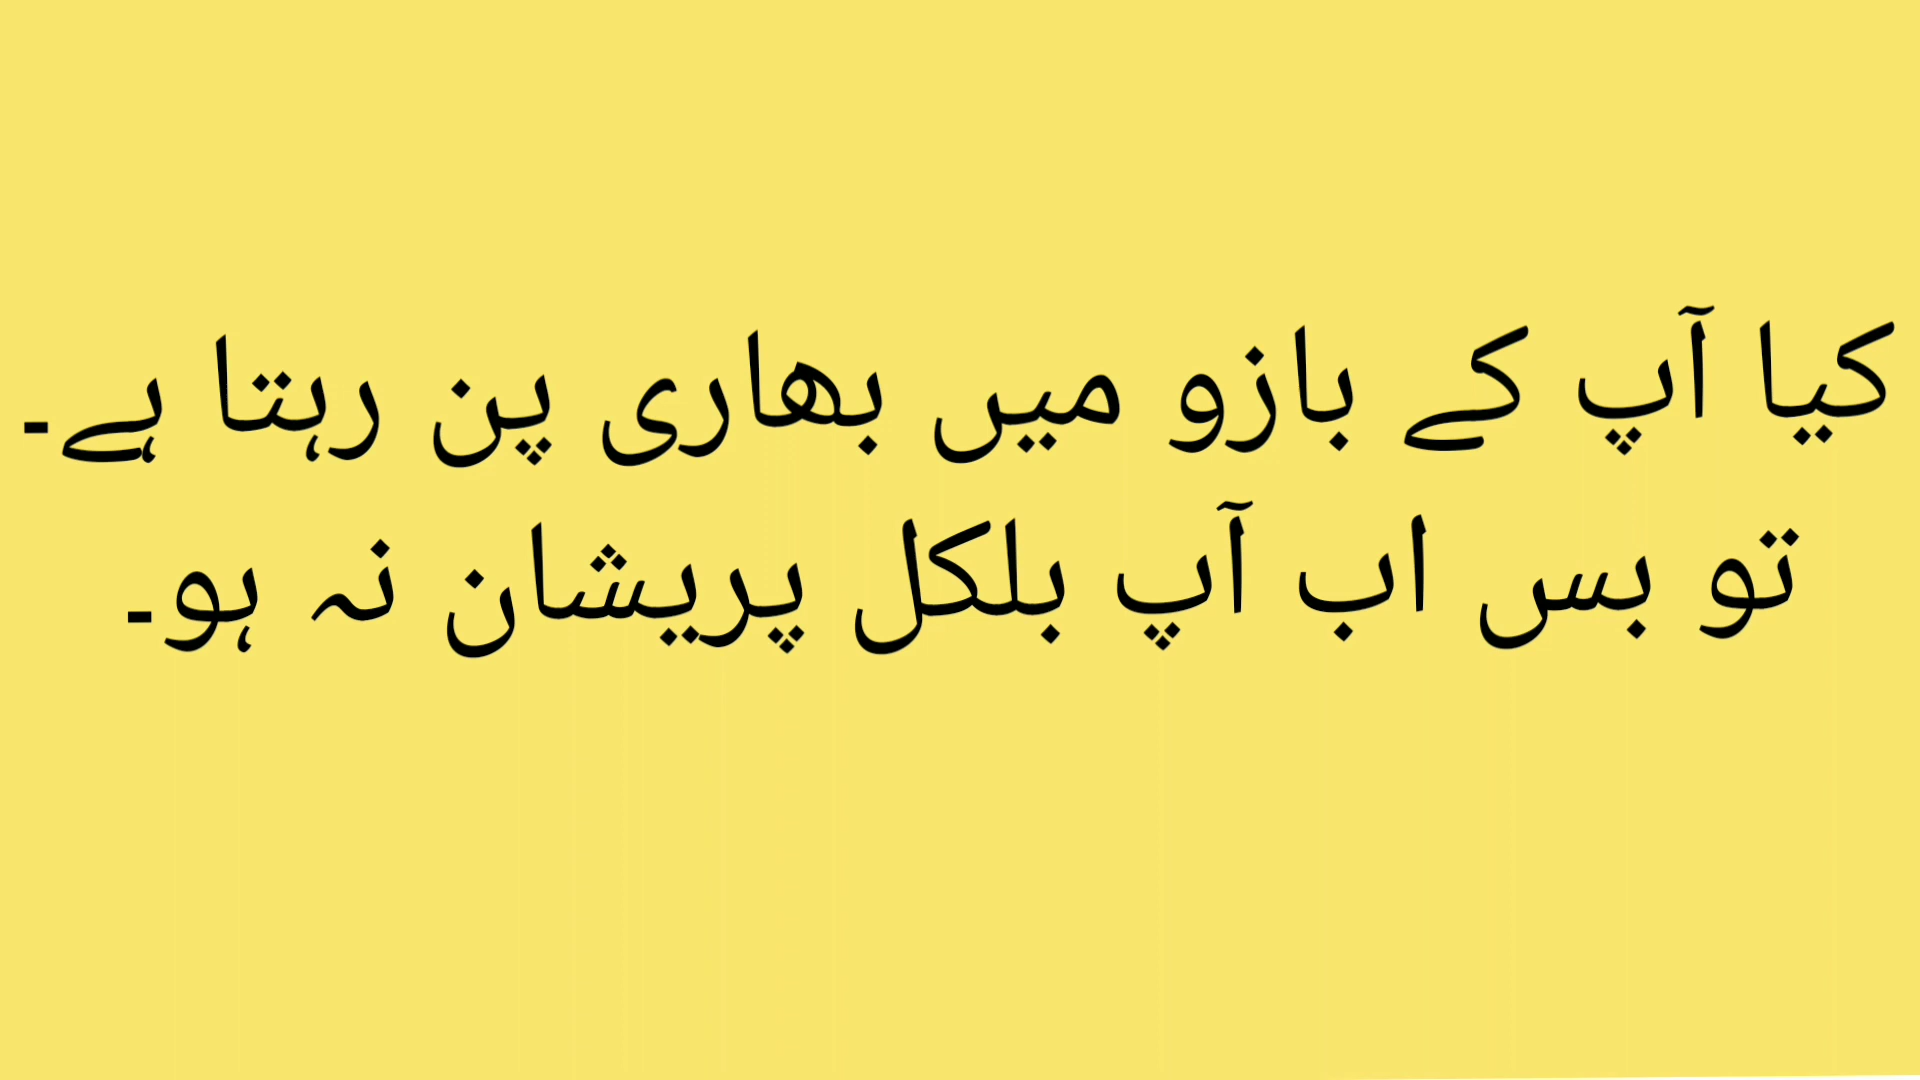 کیا آپ کے بازو میں بھاری پن رہتا ہے۔
تو بس اب آپ بلکل پریشان نہ ہو۔